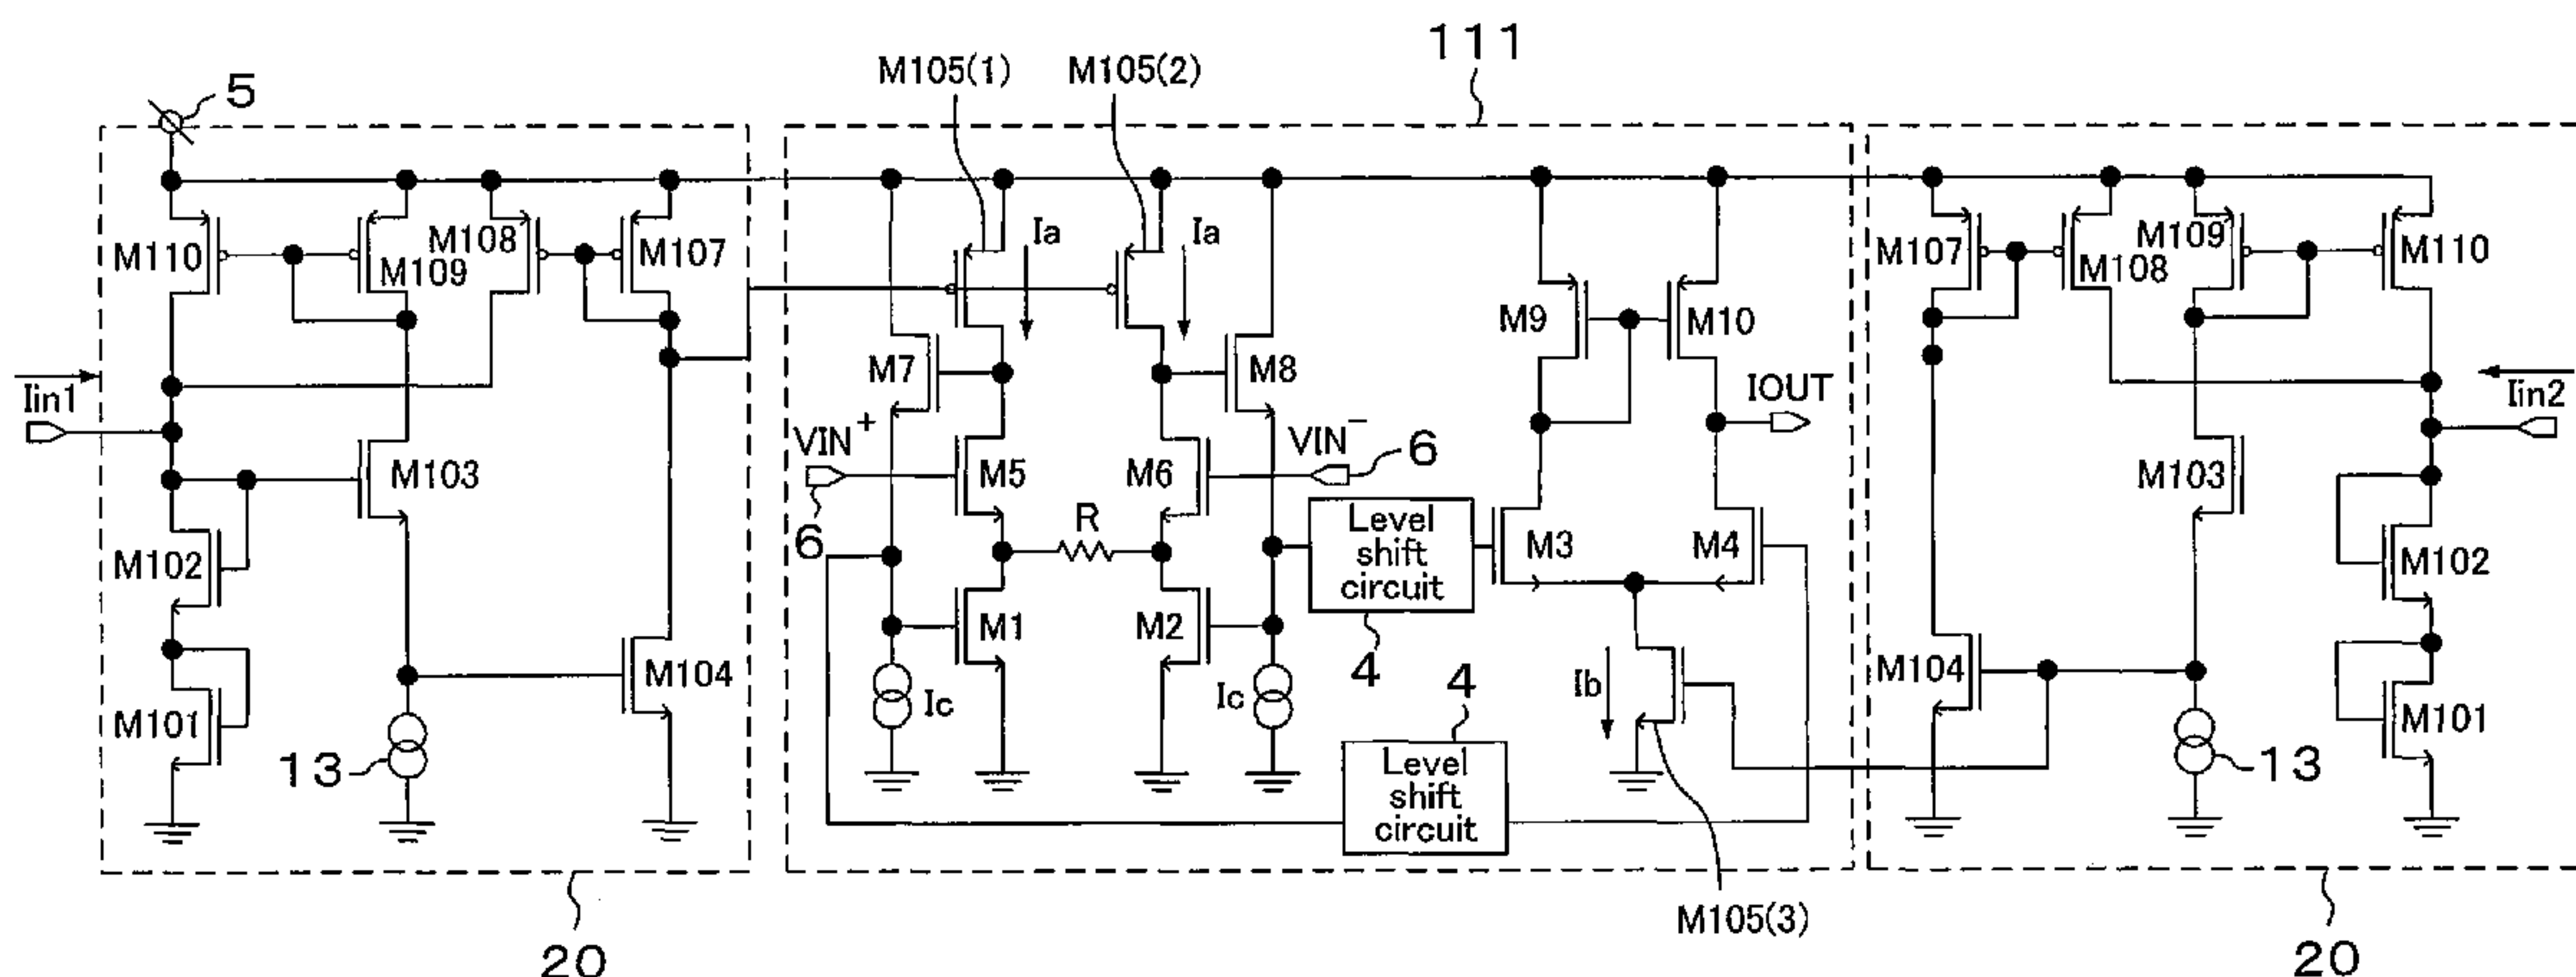 111
M105(1)
M105(2)
5
Ia
Ia
M110
M109
M108
M107
M107
M108
M109
M110
M9
M10
M7
M8
Iin1
IOUT
Iin2
VIN+
VIN−
6
M103
M5
M6
M103
6
R
Level shift circuit
M3
M4
M102
M102
M1
M2
4
M104
M104
M101
Ic
Ic
4
Ib
M101
13
Level shift circuit
13
M105(3)
20
20